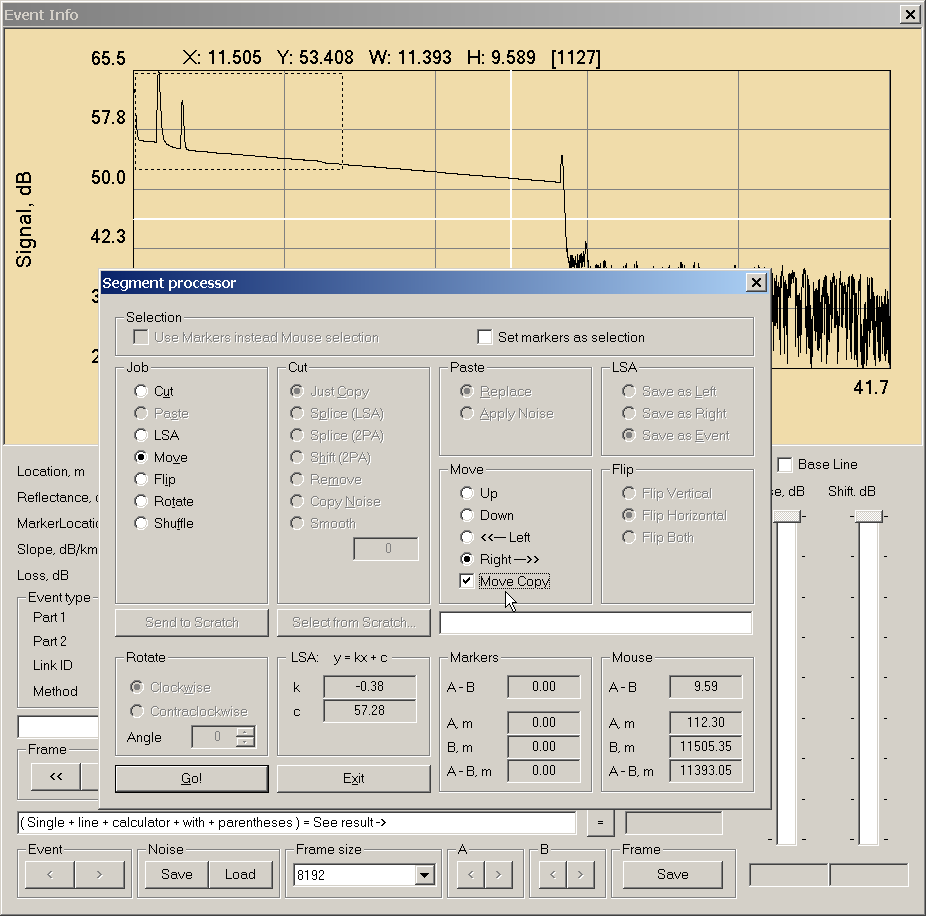 Event Info
X: 11.505 Y: 53.408 W: 11.393 H: 9.589 [1127]
65.5
57.8
50.0
42.3
3
2
Signal, dB
41.7
Segment processor
Selection
Use Markers instead Mouse selection
Set markers as selection
Job
Cut
Paste
LSA
Move
Flip
Rotate
Shuffle
Cut
Just Copy
Splice (LSA)
Splice (2PA)
Shift (2PA)
Remove
Copy Noise
Smooth
0
Paste
Replace
Apply Noise
LSA
Save as Left
Save as Right
Save as Event
Move
Up
Down
<<— Left
Right —>>
Move Copy
Flip
Flip Vertical
Flip Horizontal
Flip Both
Send to Scratch
Select from Scratch...
Rotate
Clockwise
Contraclockwise
Angle 0
LSA: y = kx + c
k -0.38
c 57.28
Markers
A - B 0.00
A, m 0.00
B, m 0.00
A - B, m 0.00
Mouse
A - B 9.59
A, m 112.30
B, m 11505.35
A - B, m 11393.05
Go!
Exit
Location, m
Reflectance,
MarkerLocatio
Slope, dB/km
Loss, dB
Event type
Part 1
Part 2
Link ID
Method
Frame
<<
Base Line
se, dB
Shift. dB
( Single + line + calculator + with + parentheses ) = See result ->
=
Event
< >
Noise
Save Load
Frame size
8192
A
< >
B
< >
Frame
Save